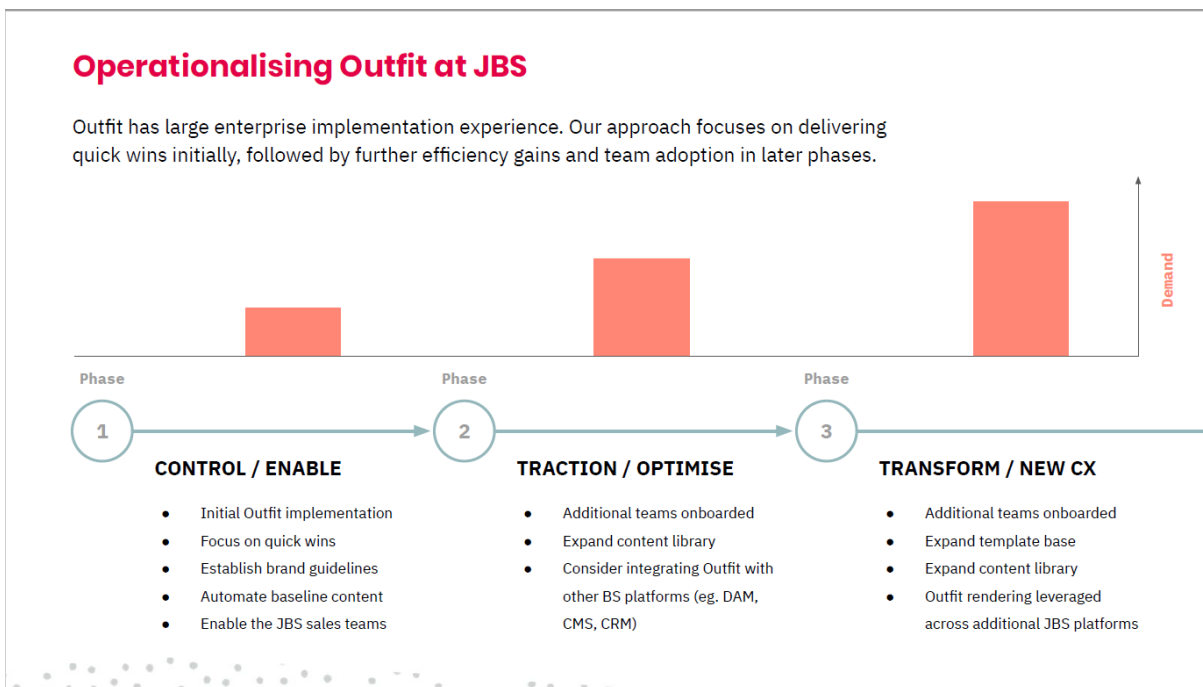 Operationalising Outfit at JBS
Outfit has large enterprise implementation experience. Our approach focuses on delivering
quick wins initially, followed by further efficiency gains and team adoption in later phases.
Demand
Phase
1
CONTROL / ENABLE
● Initial Outfit implementation
● Focus on quick wins
● Establish brand guidelines
● Automate baseline content
● Enable the JBS sales teams
Phase
2
TRACTION / OPTIMISE
● Additional teams onboarded
● Expand content library
● Consider integrating Outfit with
other BS platforms (eg. DAM,
CMS, CRM)
Phase
3
TRANSFORM / NEW CX
● Additional teams onboarded
● Expand template base
● Expand content library
● Outfit rendering leveraged
across additional JBS platforms